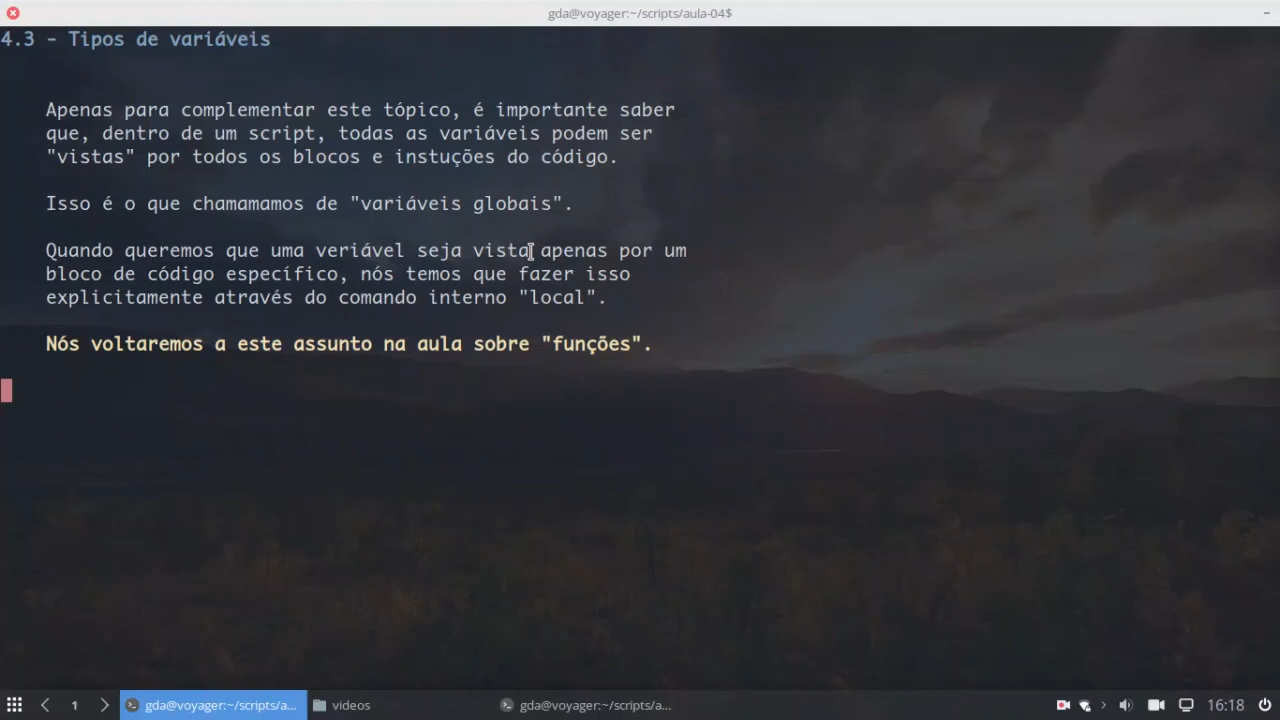 gda@voyager:~/scripts/aula-04$
4.3 - Tipos de variáveis
Apenas para complementar este tópico, é importante saber
que, dentro de um script, todas as variáveis podem ser
"vistas" por todos os blocos e instuções do código.
Isso é o que chamamamos de "variáveis globais".
Quando queremos que uma veriável seja vista apenas por um
bloco de código específico, nós temos que fazer isso
explicitamente através do comando interno "local".
Nós voltaremos a este assunto na aula sobre "funções".
1 gda@voyager:~/scripts/a... videos gda@voyager:~/scripts/a... 16:18